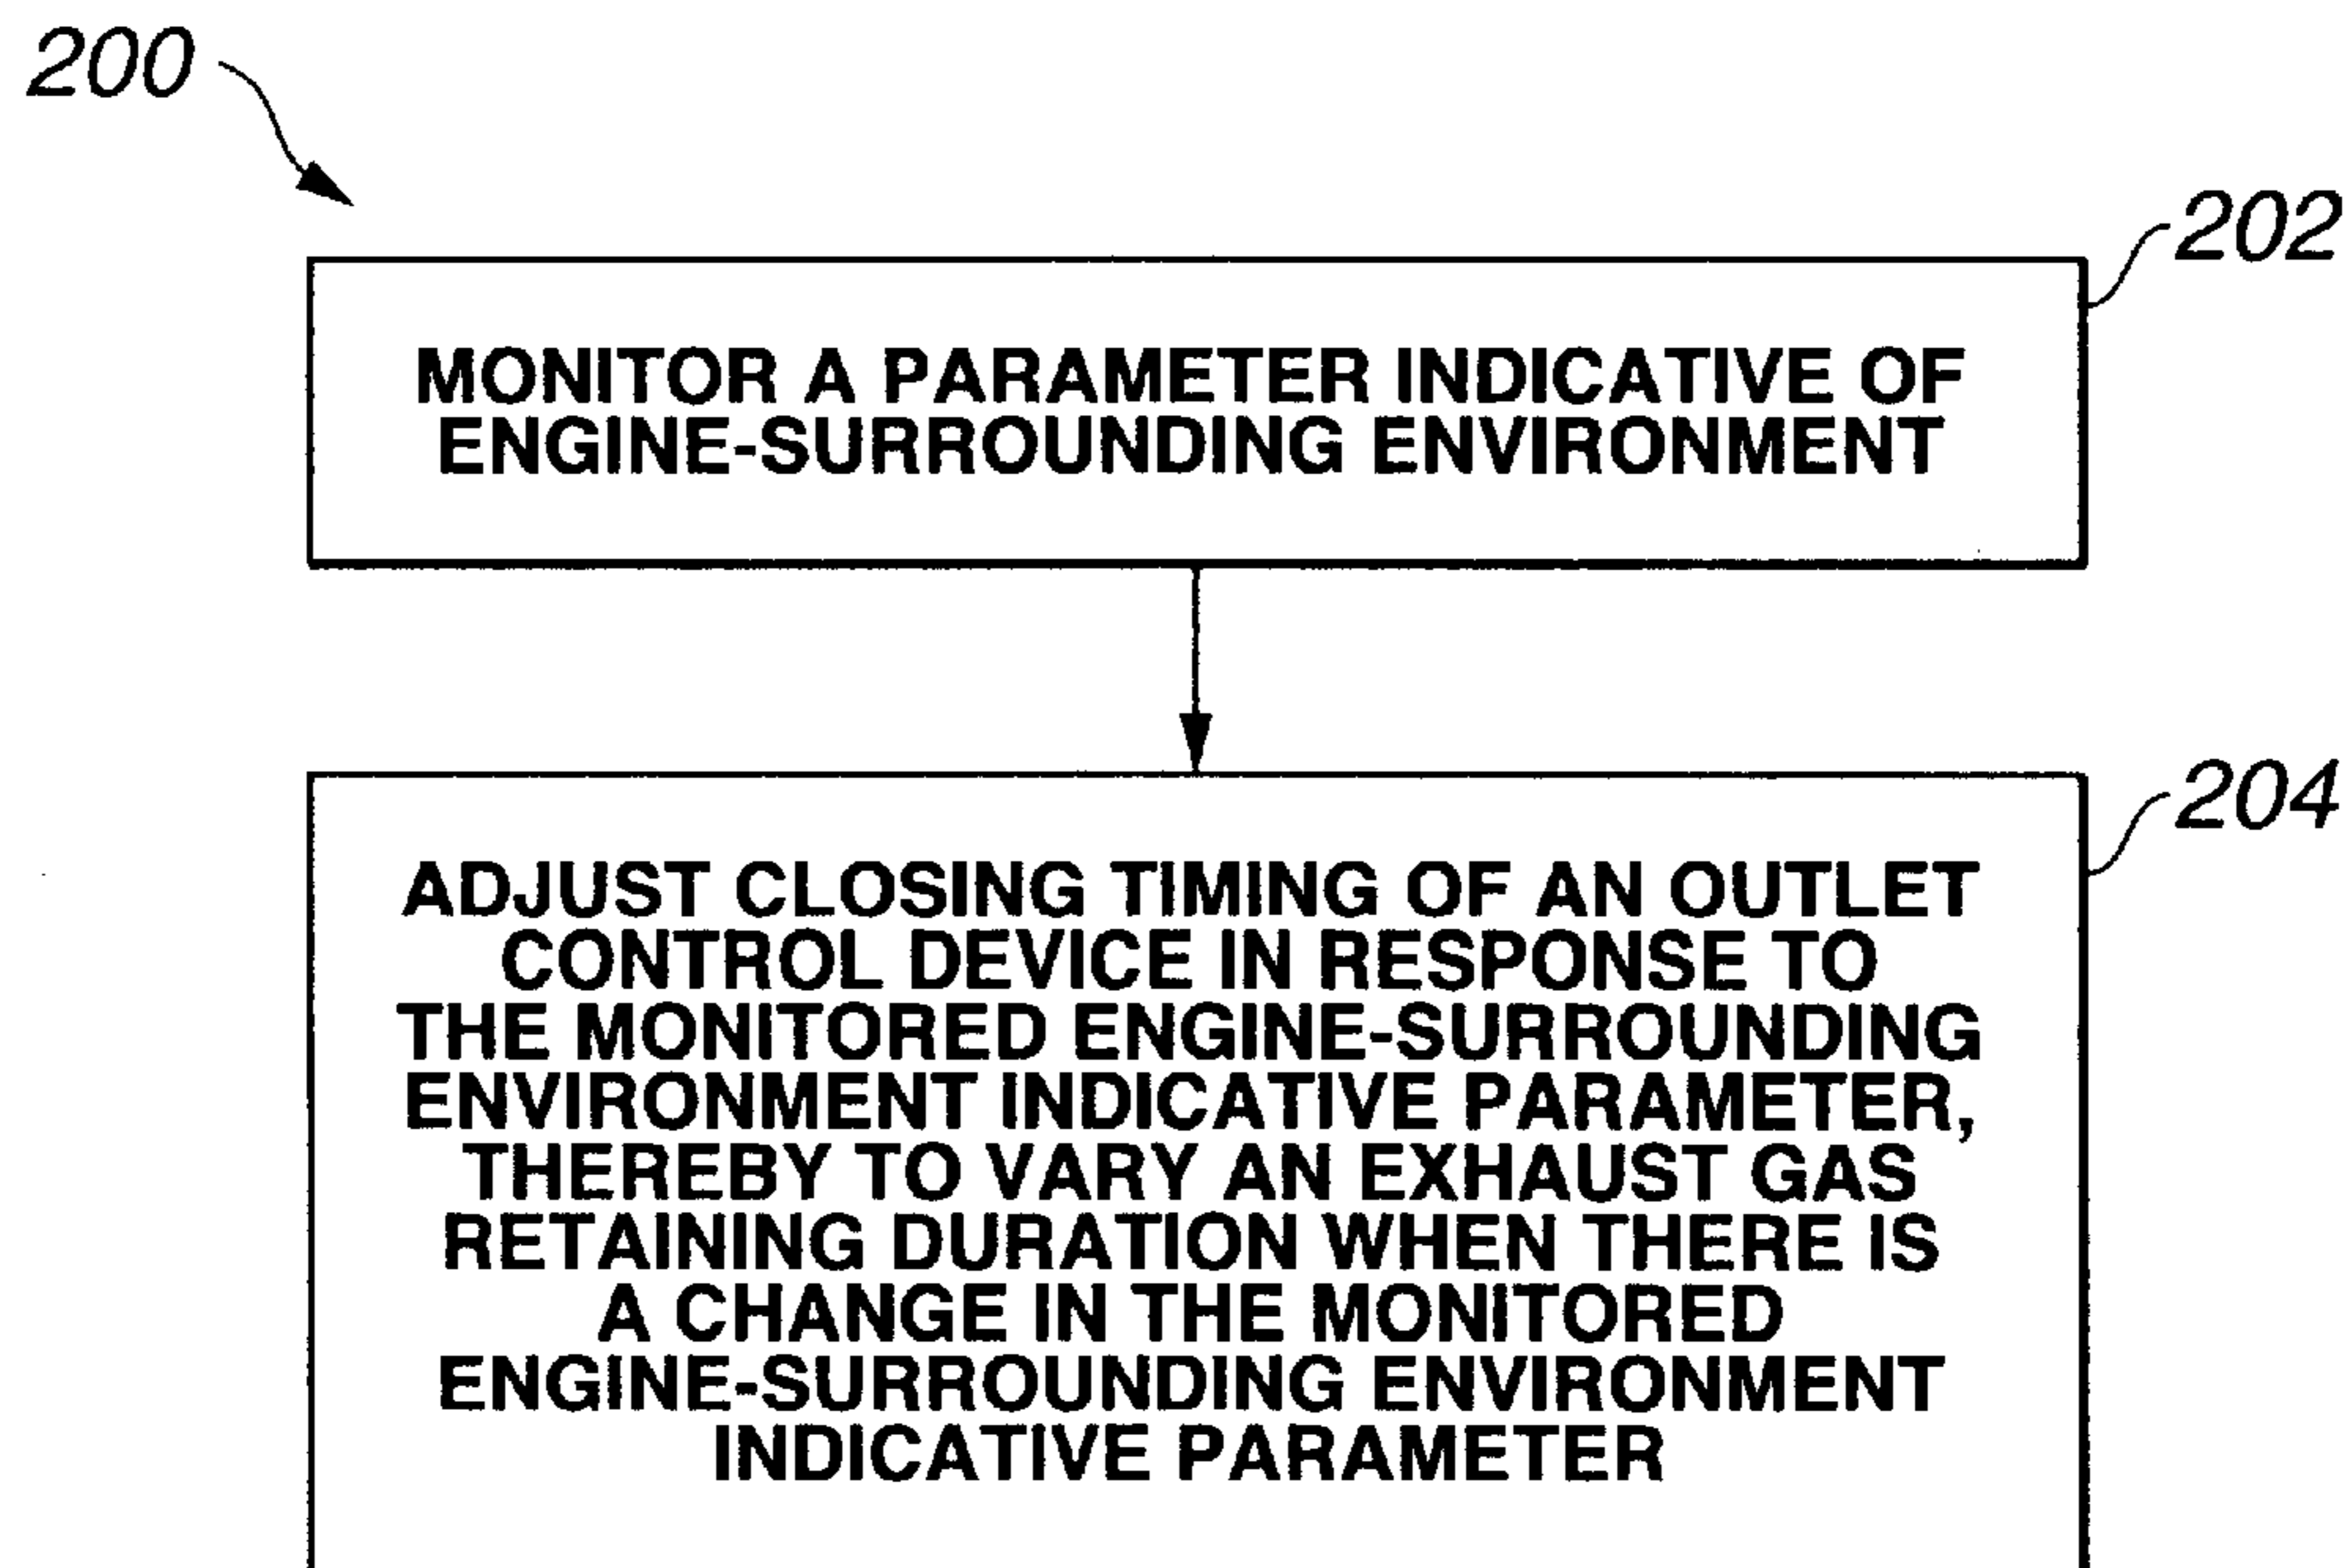 200
202
MONITOR A PARAMETER INDICATIVE OF
ENGINE-SURROUNDING ENVIRONMENT
204
ADJUST CLOSING TIMING OF AN OUTLET
CONTROL DEVICE IN RESPONSE TO
THE MONITORED ENGINE-SURROUNDING
ENVIRONMENT INDICATIVE PARAMETER,
THEREBY TO VARY AN EXHAUST GAS
RETAINING DURATION WHEN THERE IS
A CHANGE IN THE MONITORED
ENGINE-SURROUNDING ENVIRONMENT
INDICATIVE PARAMETER